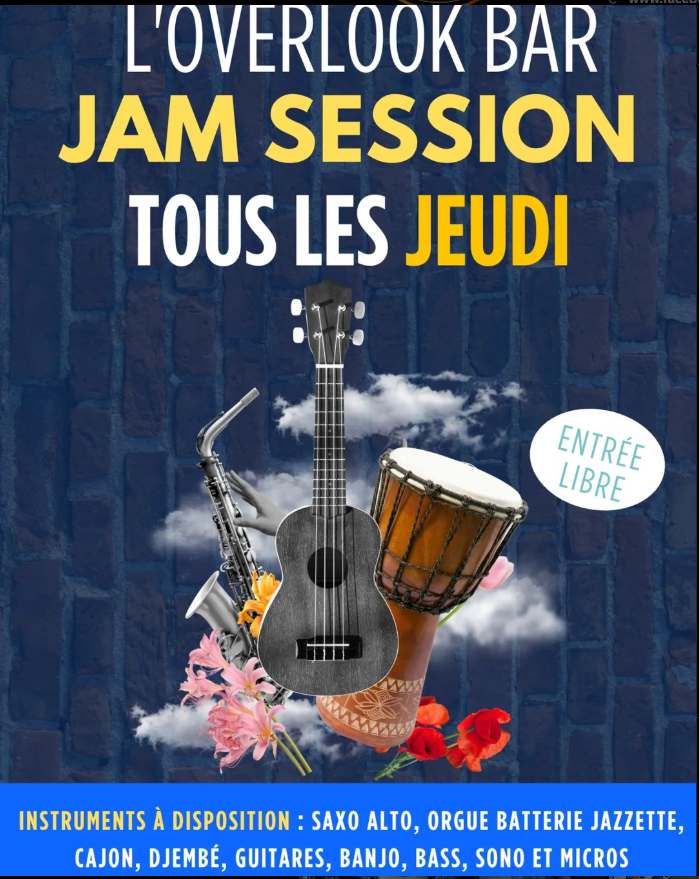 L'OVERLOOK BAR
JAM SESSION
TOUS LES JEUDI
ENTRÉE
LIBRE
INSTRUMENTS À DISPOSITION : SAXO ALTO, ORGUE BATTERIE JAZZETTE,
CAJON, DJEMBÉ, GUITARES, BANJO, BASS, SONO ET MICROS